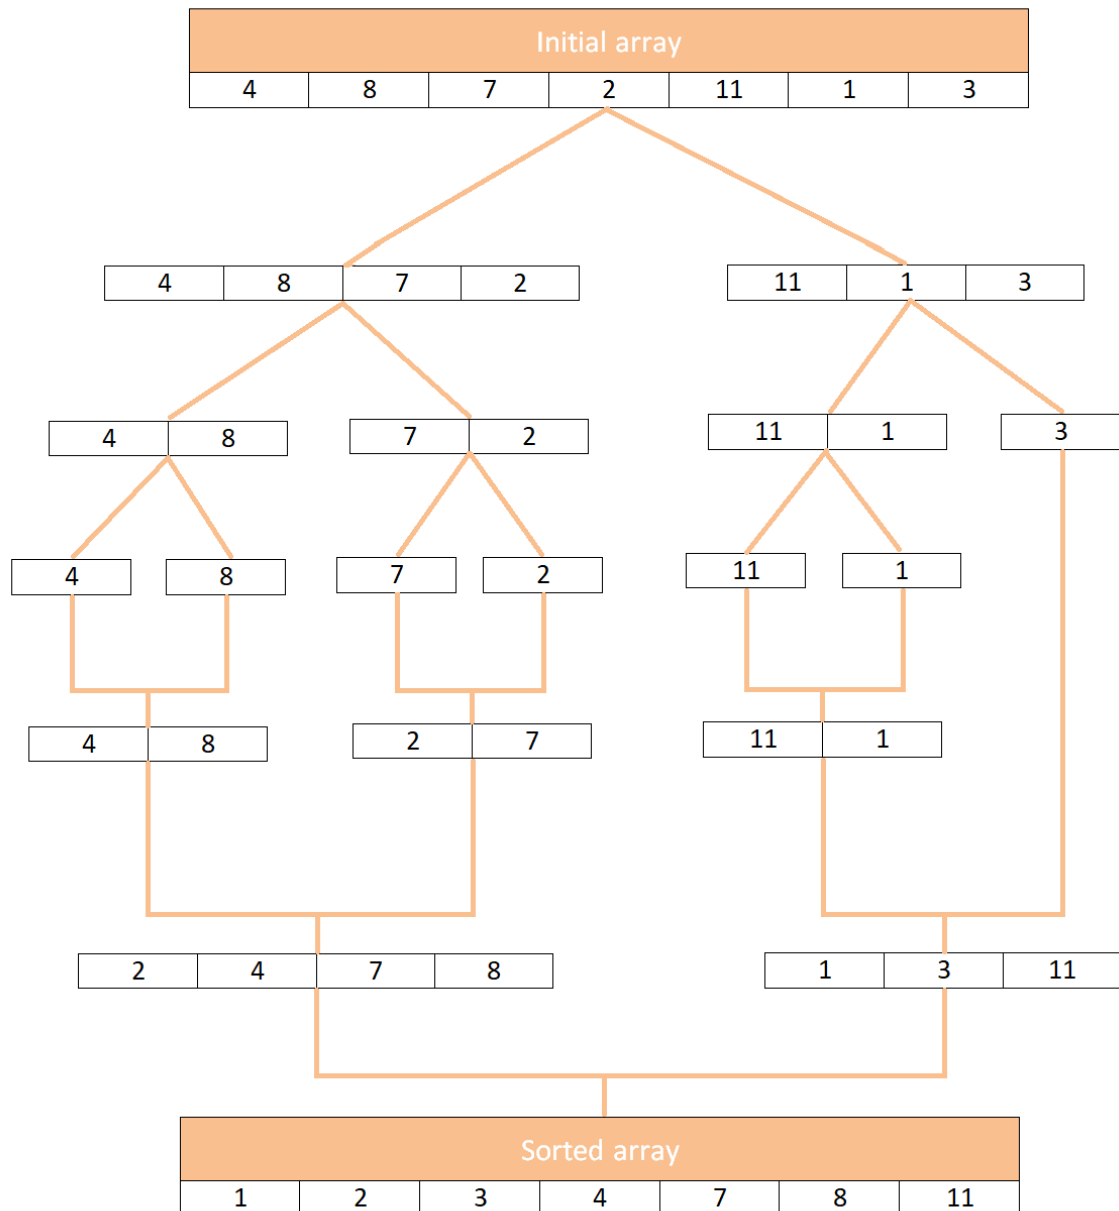 Initial array
4 8 7 2 11 1 3
4 8 7 2 11 1 3
4 8 7 2 11 1 3
4 8 7 2 11 1
4 8 2 7 11 1
2 4 7 8 1 3 11
Sorted array
1 2 3 4 7 8 11